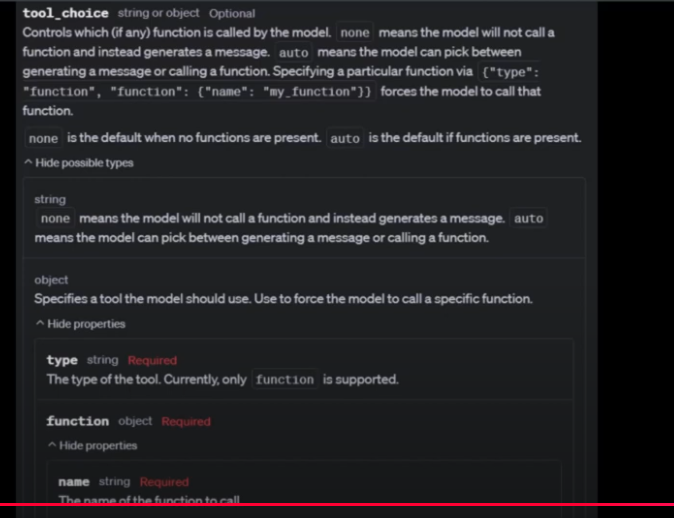 tool_choice string or object Optional
Controls which (if any) function is called by the model. none means the model will not call a
function and instead generates a message. auto means the model can pick between
generating a message or calling a function. Specifying a particular function via {"type":
"function", "function": {"name": "my_function"}} forces the model to call that
function.
none is the default when no functions are present. auto is the default if functions are present.
^ Hide possible types
string
none means the model will not call a function and instead generates a message. auto
means the model can pick between generating a message or calling a function.
object
Specifies a tool the model should use. Use to force the model to call a specific function.
^ Hide properties
type string Required
The type of the tool. Currently, only function is supported.
function object Required
^ Hide properties
name string Required
The name of the function to call